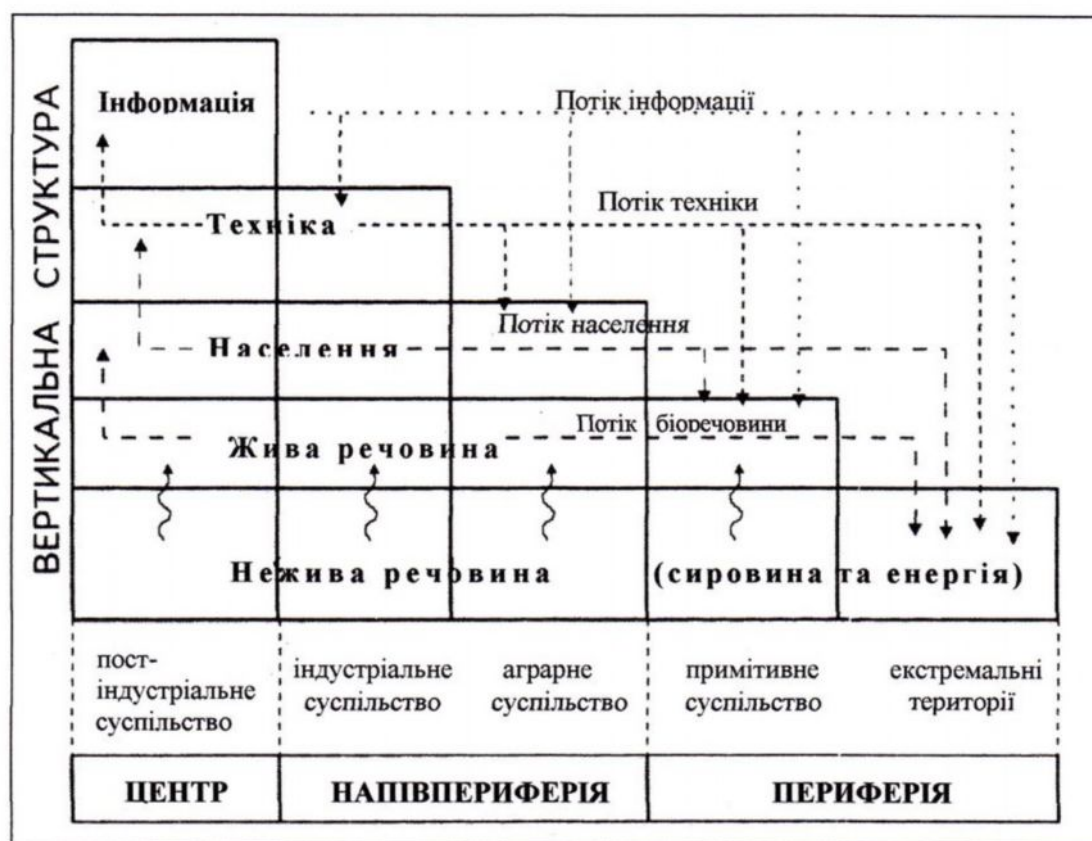 ВЕРТИКАЛЬНА СТРУКТУРА
Інформація
Потік інформації
Техніка
Потік техніки
Потік населення
Населення
Потік біоречовини
Жива речовина
Нежива речовина (сировина та енергія)
пост-
індустріальне
суспільство
індустріальне
суспільство
аграрне
суспільство
примітивне
суспільство
екстремальні
території
ЦЕНТР
НАПІВПЕРИФЕРІЯ
ПЕРИФЕРІЯ